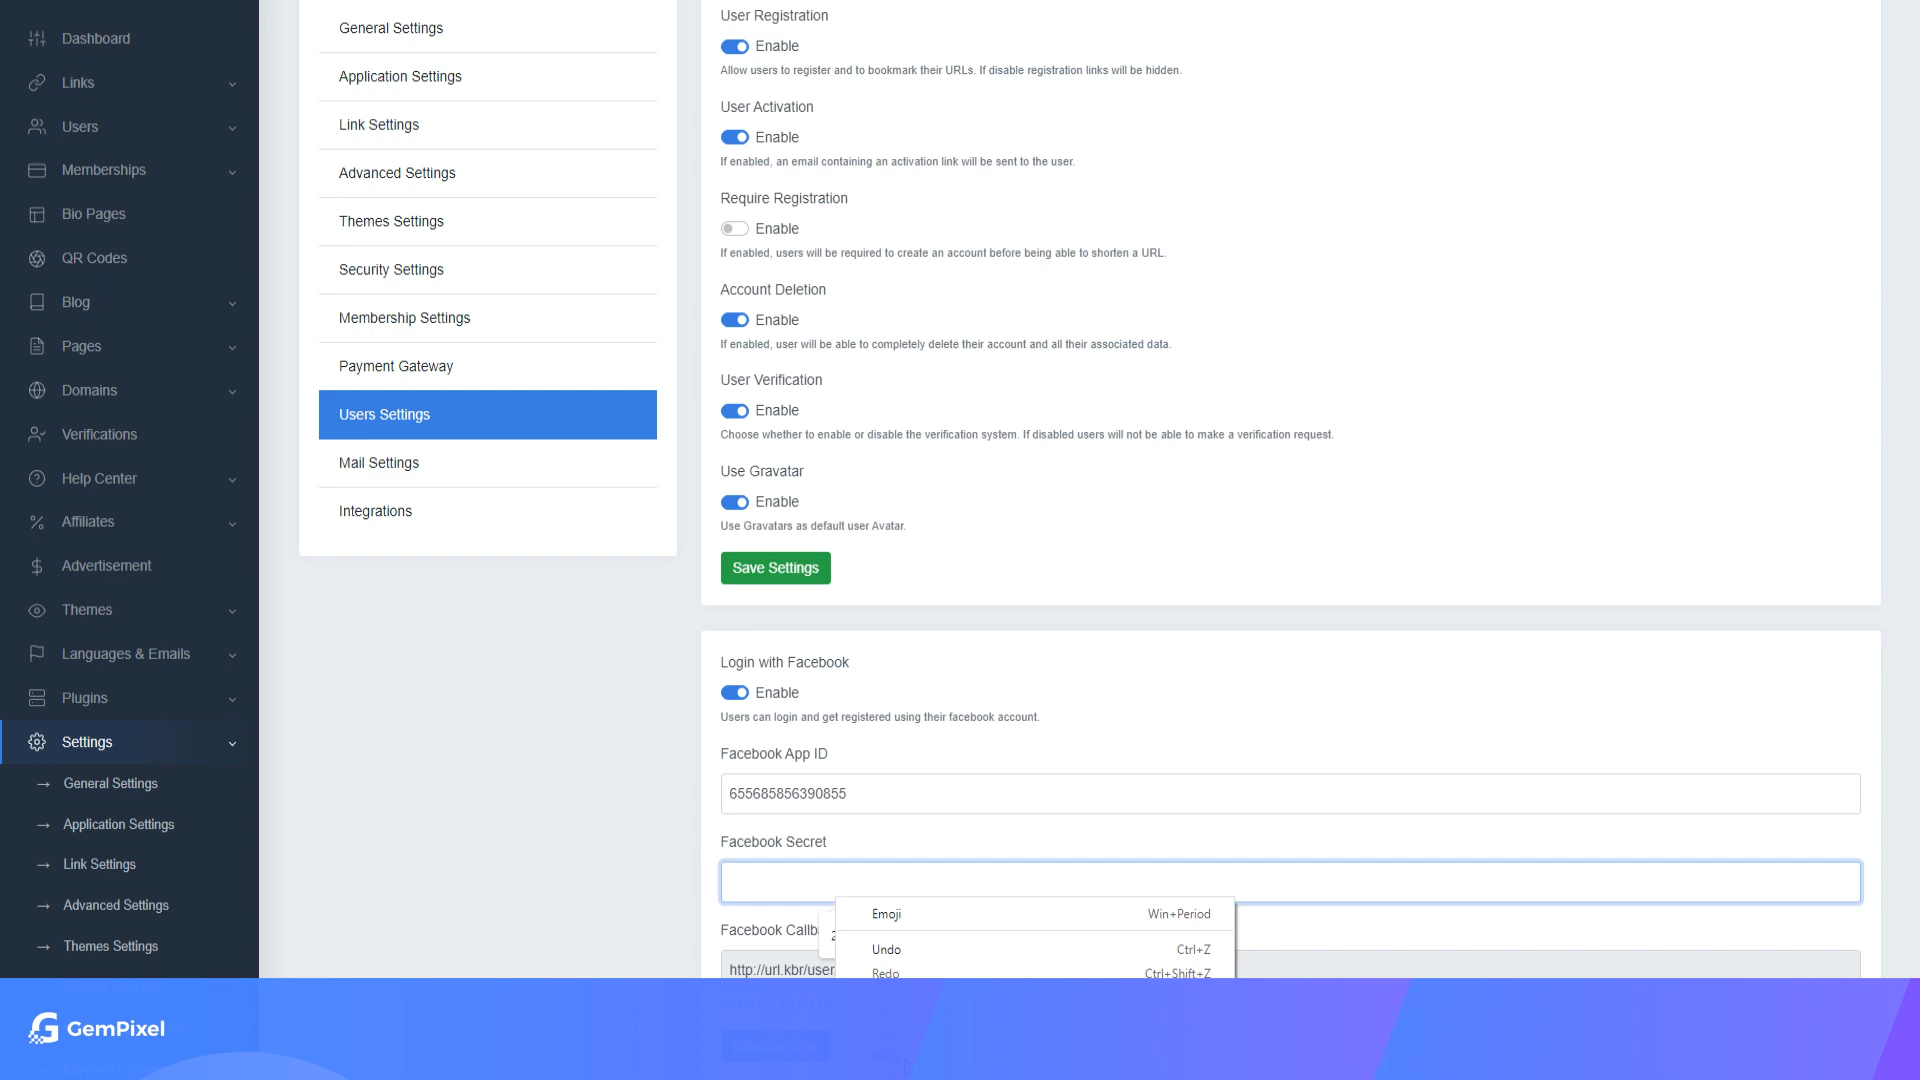 Dashboard
Links
Users
Memberships
Bio Pages
QR Codes
Blog
Pages
Domains
Verifications
Help Center
Affiliates
Advertisement
Themes
Languages & Emails
Plugins
Settings
→ General Settings
→ Application Settings
→ Link Settings
→ Advanced Settings
→ Themes Settings
General Settings
Application Settings
Link Settings
Advanced Settings
Themes Settings
Security Settings
Membership Settings
Payment Gateway
Users Settings
Mail Settings
Integrations
User Registration
Enable
Allow users to register and to bookmark their URLs. If disable registration links will be hidden.
User Activation
Enable
If enabled, an email containing an activation link will be sent to the user.
Require Registration
Enable
If enabled, users will be required to create an account before being able to shorten a URL.
Account Deletion
Enable
If enabled, user will be able to completely delete their account and all their associated data.
User Verification
Enable
Choose whether to enable or disable the verification system. If disabled users will not be able to make a verification request.
Use Gravatar
Enable
Use Gravatars as default user Avatar.
Save Settings
Login with Facebook
Enable
Users can login and get registered using their facebook account.
Facebook App ID
655685856390855
Facebook Secret
Facebook Callb
http://url.kbr/user
Emoji Win+Period
Undo Ctrl+Z
Redo Ctrl+Shift+Z
GemPixel